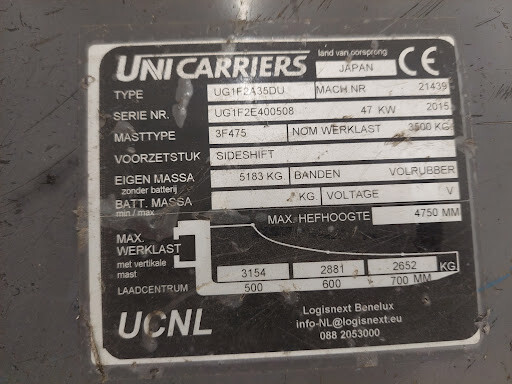 UNICARRIERS
land van oorsprong
JAPAN
CE
TYPE UG1F2A35DU MACH.NR 21439
SERIE NR. UG1F2E400508 47 KW 2015
MASTTYPE 3F475 NOM WERKLAST 3500 KG
VOORZETSTUK SIDESHIFT
EIGEN MASSA 5183 KG BANDEN VOLRUBBER
zonder batterij
BATT. MASSA KG. VOLTAGE V
min / max
MAX. HEFHOOGTE 4750 MM
MAX.
WERKLAST
met vertikale
mast
3154 2881 2652 KG
LAADCENTRUM 500 600 700 MM
UCNL
Logisnext Benelux
info-NL@logisnext.eu
088 2053000